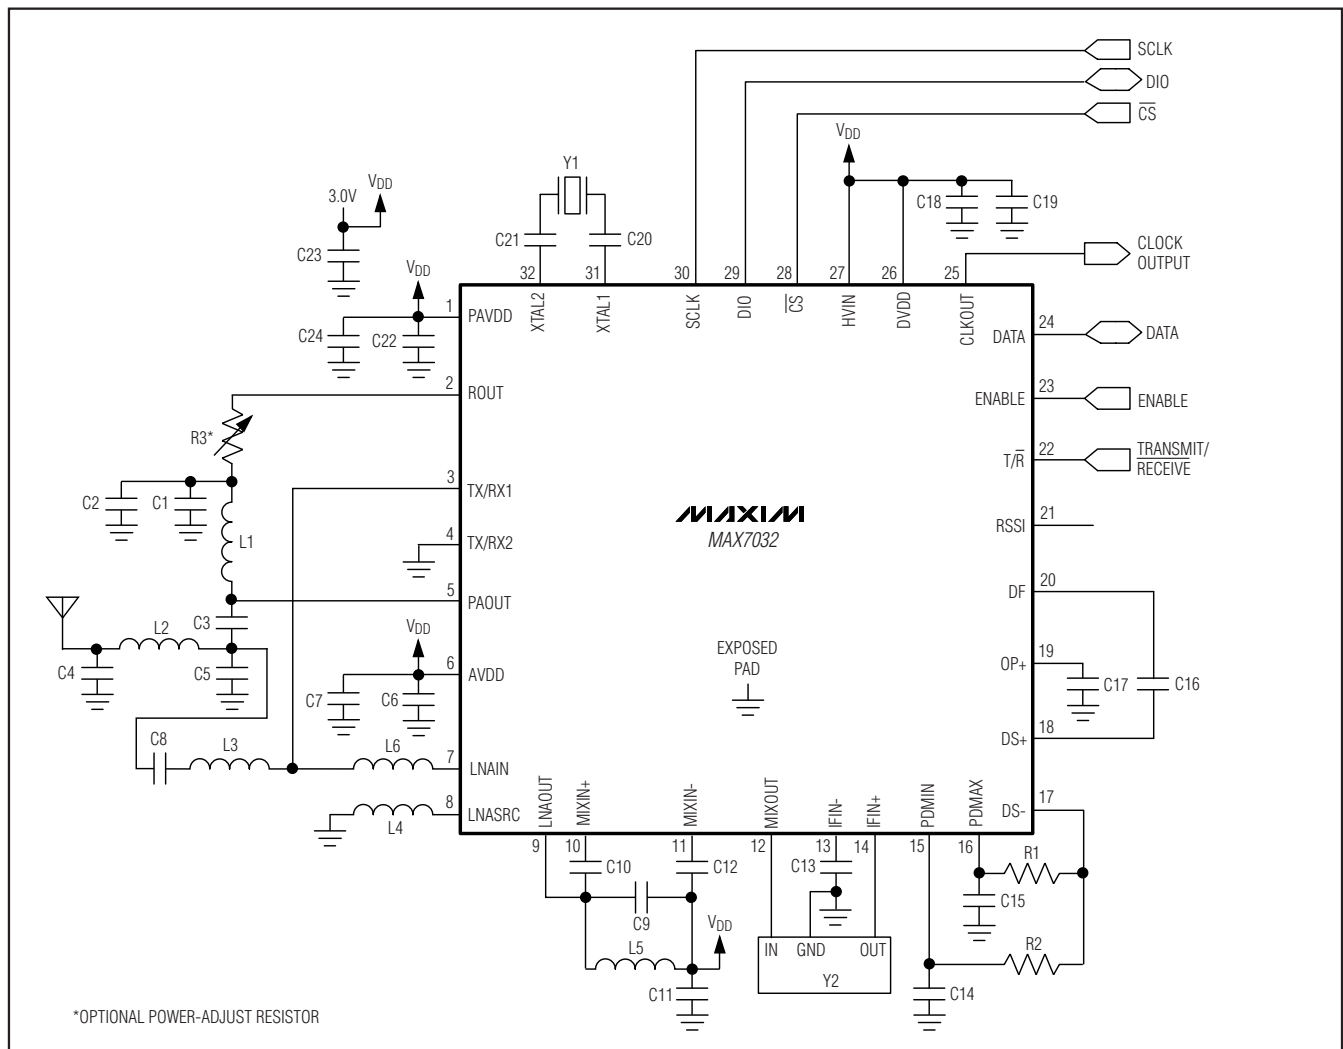 SCLK
DIO
C̅S̅
VDD
Y1
3.0V
VDD
C18
C19
C21
C20
CLOCK
OUTPUT
C23
VDD
32
31
30
29
28
27
26
25
1
PAVDD
XTAL2
XTAL1
SCLK
DIO
C̅S̅
HVIN
DVDD
CLKOUT
24
DATA
DATA
C24
C22
2
ROUT
23
ENABLE
ENABLE
R3*
22
T/R̅
TRANSMIT/
R̅E̅C̅E̅I̅V̅E̅
C2
C1
3
TX/RX1
MAXIM
MAX7032
21
RSSI
L1
4
TX/RX2
20
DF
5
PAOUT
C3
L2
VDD
EXPOSED
PAD
19
OP+
C4
C5
6
AVDD
C17
C16
C7
C6
18
DS+
C8
L3
L6
7
LNAIN
8
LNASRC
L4
LNAOUT
MIXIN+
MIXIN-
MIXOUT
IFIN-
IFIN+
PDMIN
PDMAX
17
DS-
9
10
11
12
13
14
15
16
C10
C12
C13
R1
C15
C9
VDD
L5
IN
GND
OUT
R2
Y2
C11
C14
*OPTIONAL POWER-ADJUST RESISTOR